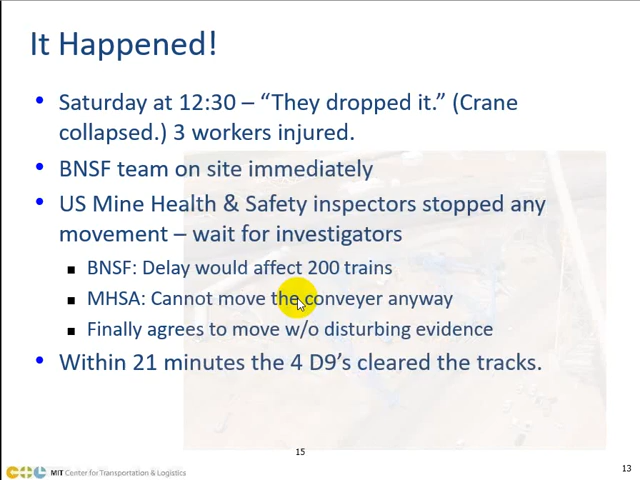 It Happened!
• Saturday at 12:30 – “They dropped it.” (Crane
collapsed.) 3 workers injured.
• BNSF team on site immediately
• US Mine Health & Safety inspectors stopped any
movement – wait for investigators
▪ BNSF: Delay would affect 200 trains
▪ MHSA: Cannot move the conveyer anyway
▪ Finally agrees to move w/o disturbing evidence
• Within 21 minutes the 4 D9’s cleared the tracks.
15
MIT Center for Transportation & Logistics
13